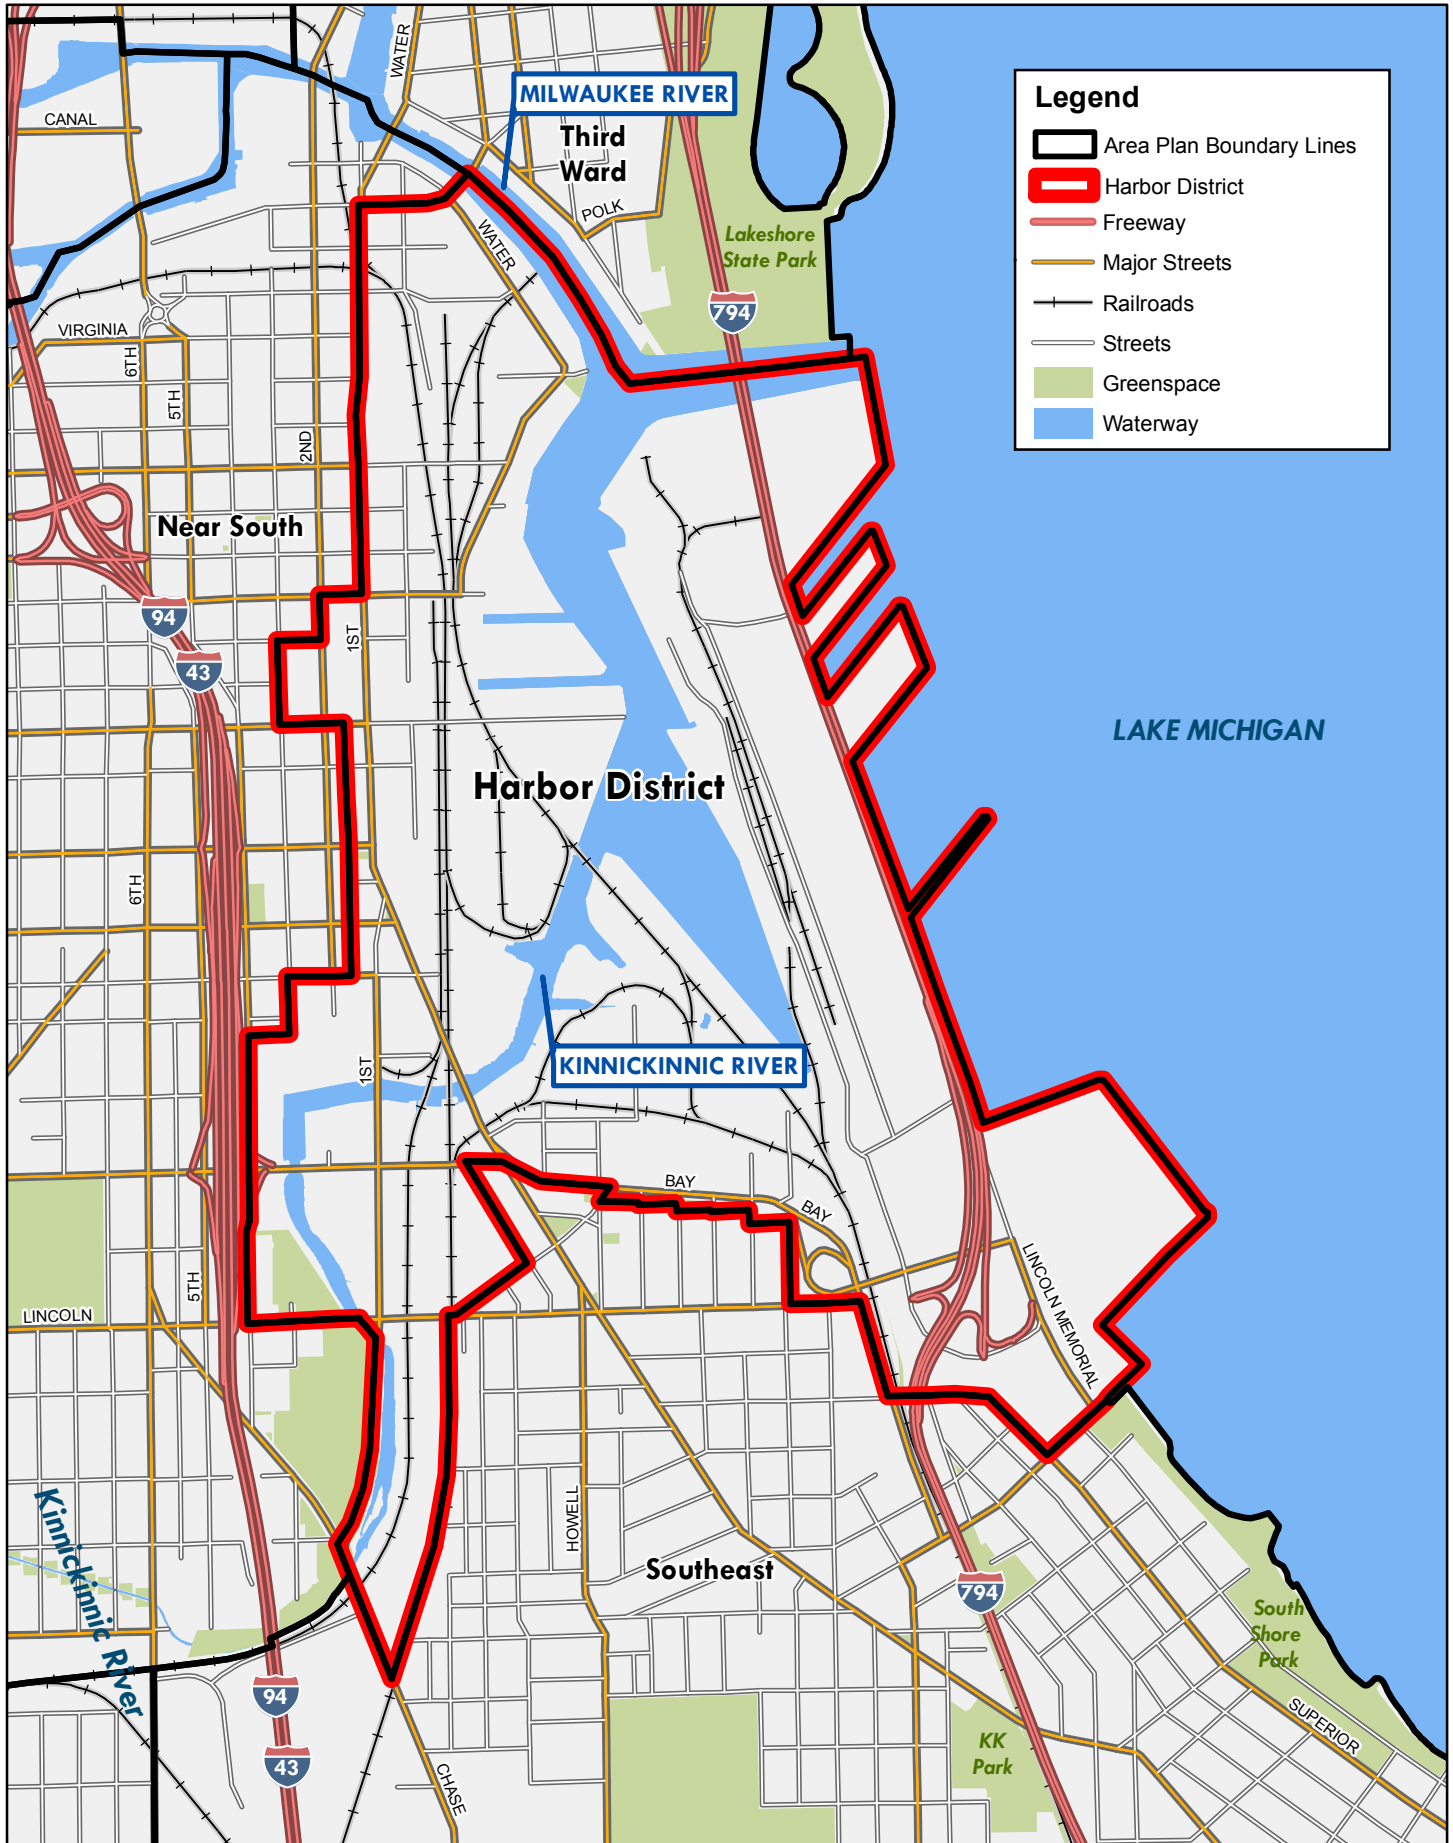 WATER
MILWAUKEE RIVER
Third
Ward
CANAL
POLK
WATER
Lakeshore
State Park
794
Legend
Area Plan Boundary Lines
Harbor District
Freeway
Major Streets
Railroads
Streets
Greenspace
Waterway
VIRGINIA
6TH
5TH
2ND
Near South
94
43
1ST
LAKE MICHIGAN
Harbor District
6TH
1ST
KINNICKINNIC RIVER
BAY
BAY
5TH
LINCOLN
LINCOLN MEMORIAL
HOWELL
Southeast
Kinnickinnic River
794
South
Shore
Park
94
43
KK
Park
SUPERIOR
CHASE